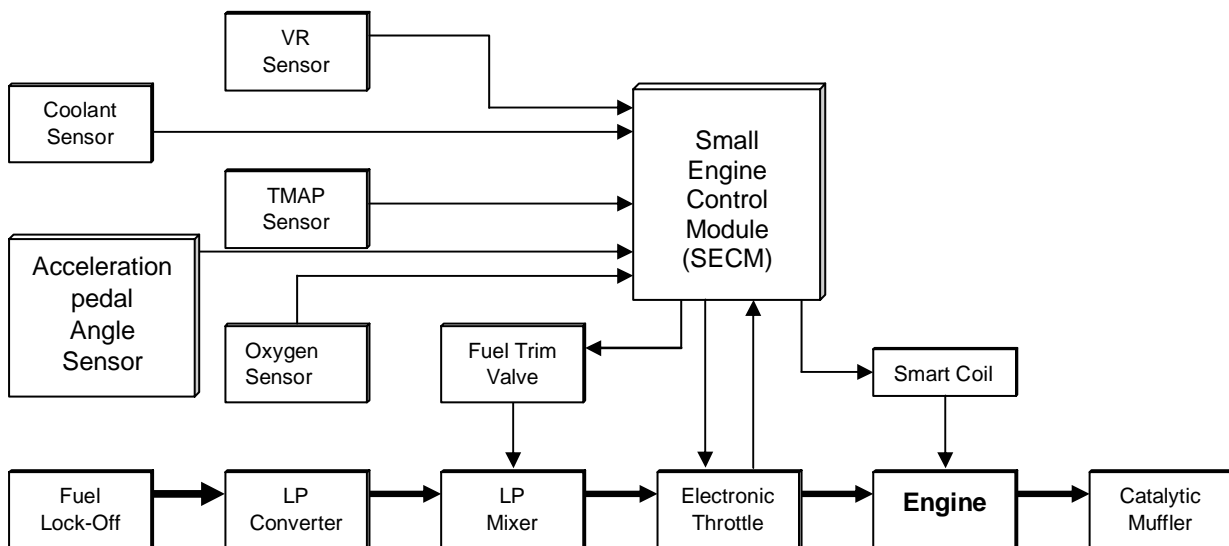 VR
Sensor
Coolant
Sensor
Small
Engine
Control
Module
(SECM)
TMAP
Sensor
Acceleration
pedal
Angle
Sensor
Oxygen
Sensor
Fuel Trim
Valve
Smart Coil
Fuel
Lock-Off
LP
Converter
LP
Mixer
Electronic
Throttle
Engine
Catalytic
Muffler